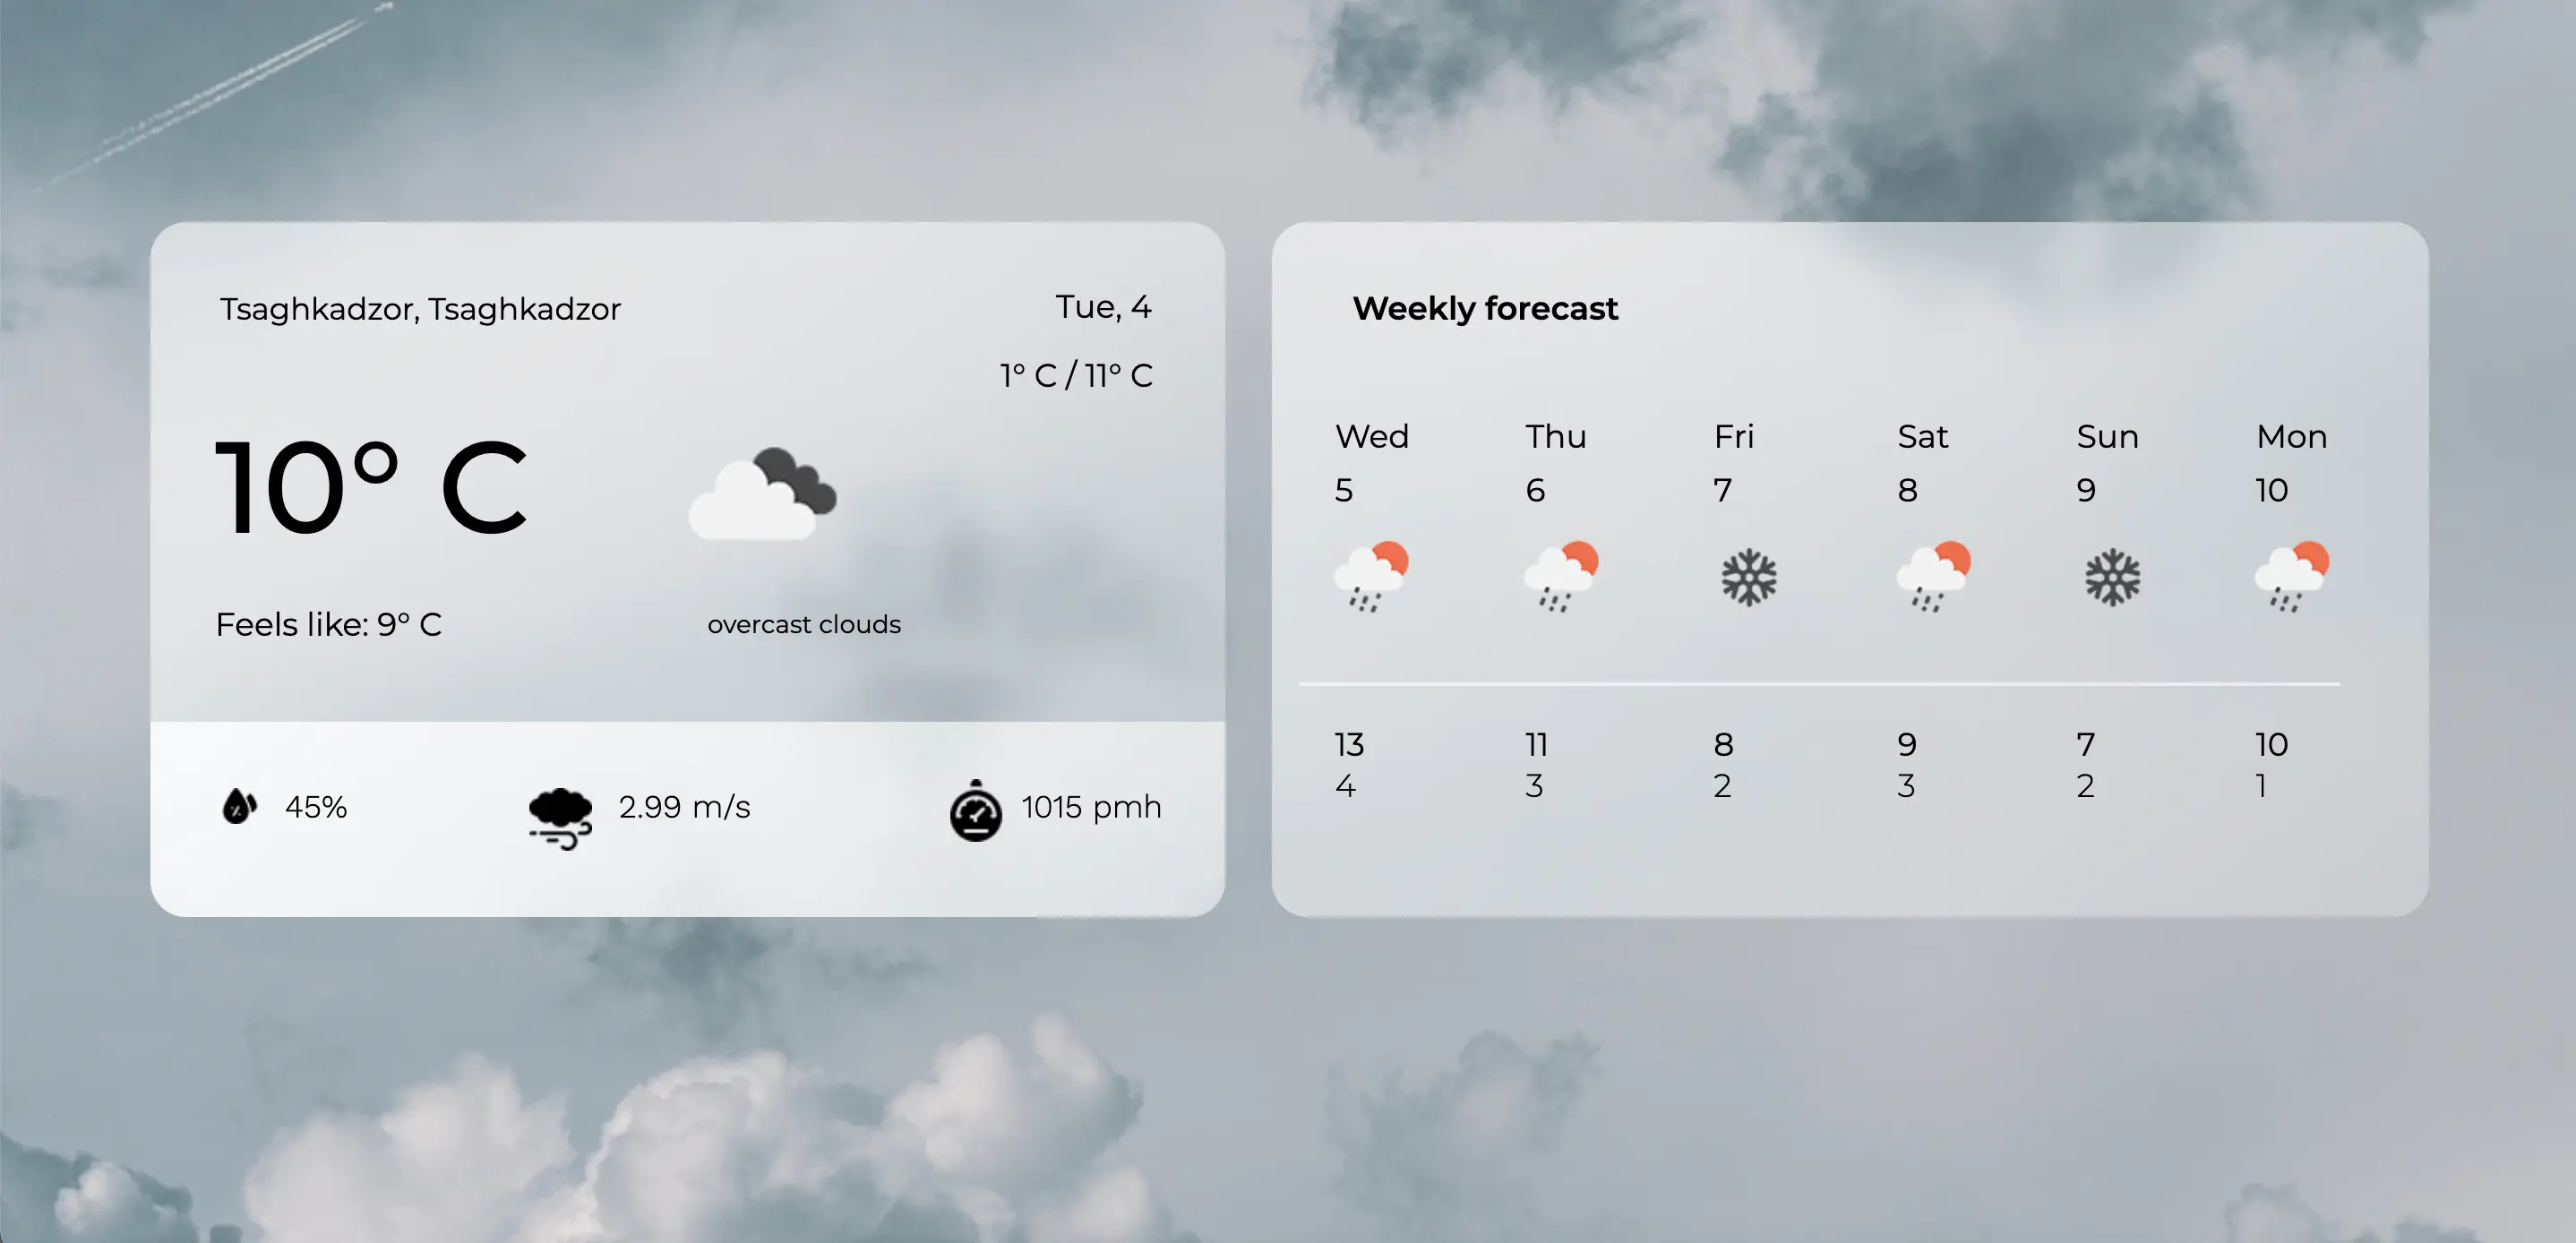 Tsaghkadzor, Tsaghkadzor
Tue, 4
1° C / 11° C
10° C
Feels like: 9° C
overcast clouds
45%
2.99 m/s
1015 pmh
Weekly forecast
Wed Thu Fri Sat Sun Mon
5 6 7 8 9 10
13 11 8 9 7 10
4 3 2 3 2 1